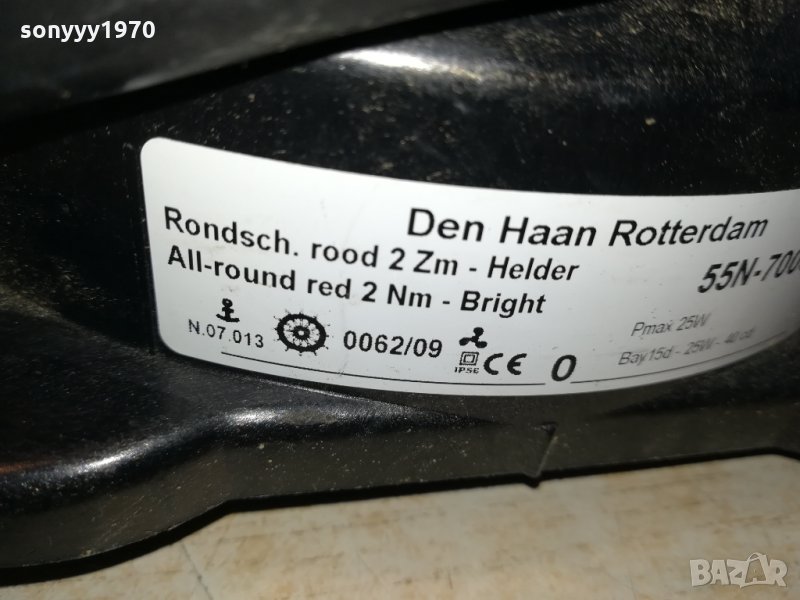 sonyyy1970
Den Haan Rotterdam
Rondsch. rood 2 Zm - Helder
55N-700
All-round red 2 Nm - Bright
Pmax 25W
N.07.013
0062/09
Bay15d - 25W - 40 cd
IP56
CE
0
BAZAR